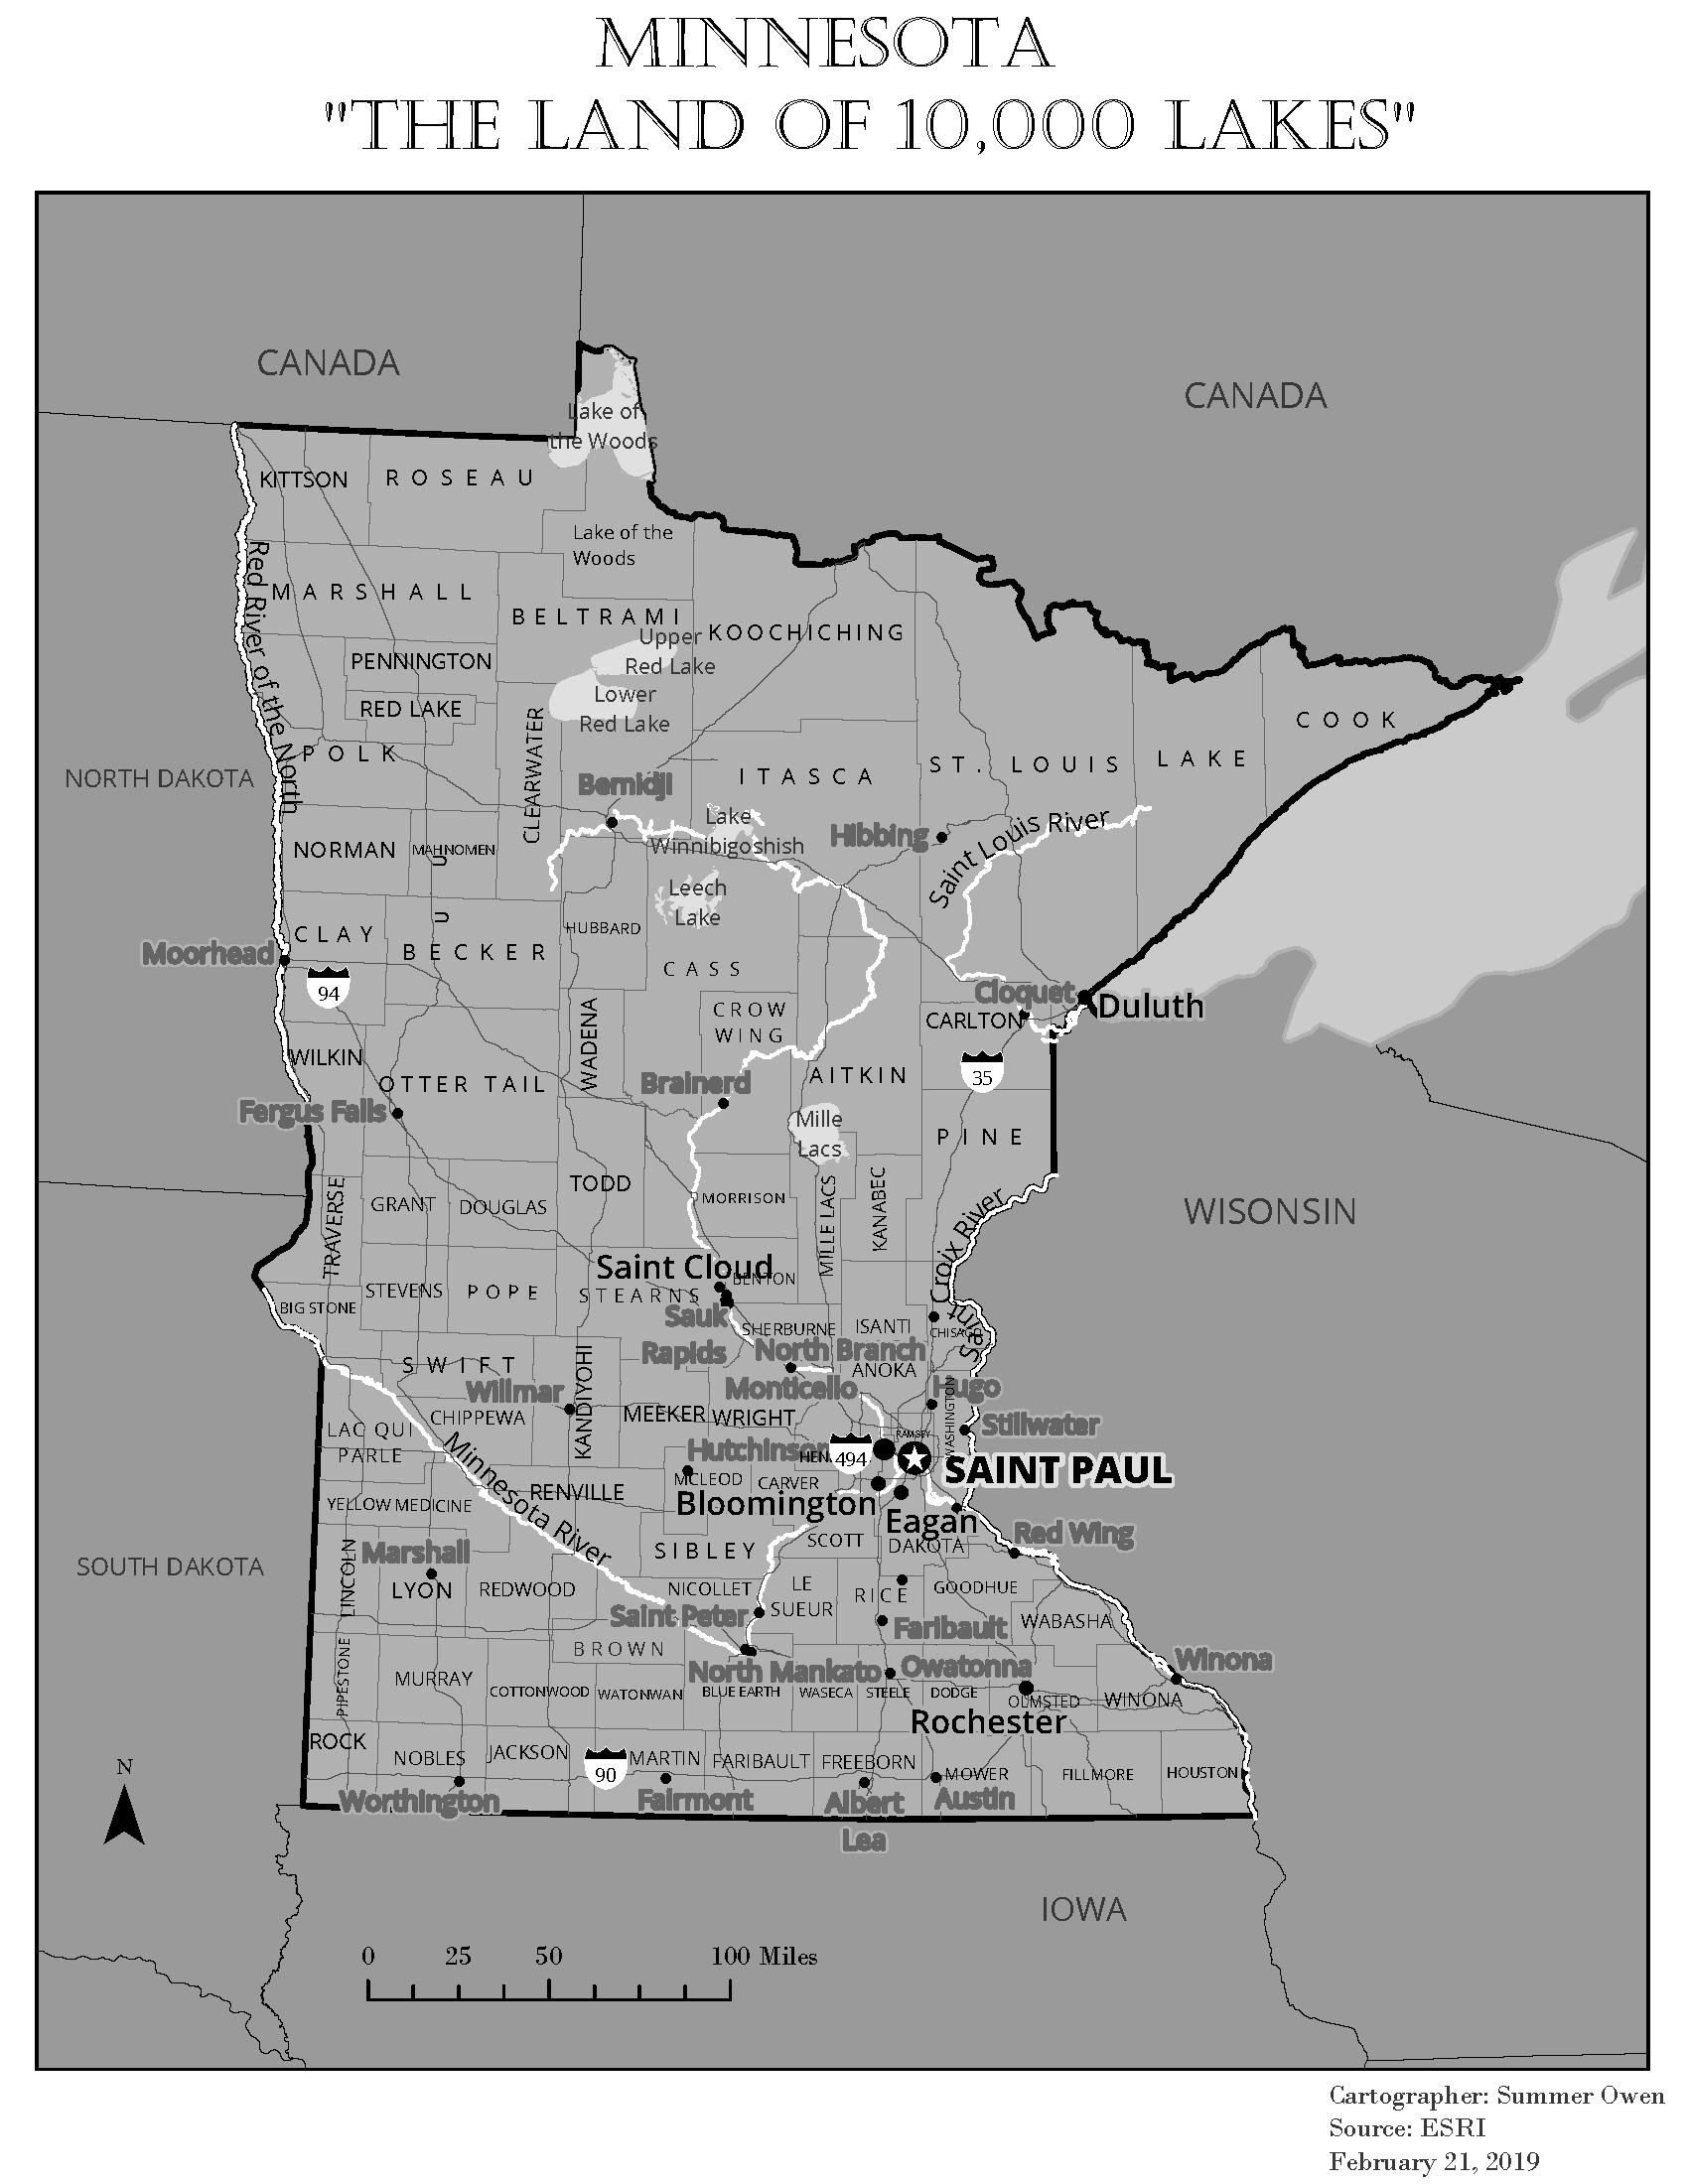 MINNESOTA
"THE LAND OF 10,000 LAKES"
CANADA
CANADA
Lake of
the Woods
KITTSON
ROSEAU
Lake of the
Woods
Red River of the North
MARSHALL
BELTRAMI
KOOCHICHING
Upper
Red Lake
PENNINGTON
Lower
Red Lake
RED LAKE
COOK
POLK
CLEARWATER
NORTH DAKOTA
ITASCA
ST. LOUIS
LAKE
Bemidji
Lake
Winnibigoshish
Hibbing
Saint Louis River
NORMAN
MAHNOMEN
Leech
Lake
HUBBARD
CLAY
BECKER
Moorhead
CASS
94
Cloquet
Duluth
CROW
WING
CARLTON
WADENA
WILKIN
OTTER TAIL
AITKIN
35
Brainerd
Fergus Falls
Mille
Lacs
PINE
TODD
MORRISON
GRANT
DOUGLAS
TRAVERSE
MILLE LACS
KANABEC
WISONSIN
Saint Croix River
Saint Cloud
BENTON
STEVENS
POPE
STEARNS
BIG STONE
Sauk
Rapids
SHERBURNE
ISANTI
CHISAGO
North Branch
SWIFT
ANOKA
Willmar
KANDIYOHI
Monticello
Hugo
WASHINGTON
CHIPPEWA
MEEKER
WRIGHT
Stillwater
LAC QUI
PARLE
Minnesota River
Hutchinson
HEN
494
RAMSEY
SAINT PAUL
MCLEOD
CARVER
RENVILLE
YELLOW MEDICINE
Bloomington
Eagan
Red Wing
SCOTT
DAKOTA
SIBLEY
SOUTH DAKOTA
LINCOLN
Marshall
LYON
REDWOOD
NICOLLET
LE
SUEUR
RICE
GOODHUE
Saint Peter
Faribault
WABASHA
BROWN
PIPESTONE
MURRAY
North Mankato
Owatonna
Winona
COTTONWOOD
WATONWAN
BLUE EARTH
WASECA
STEELE
DODGE
OLMSTED
WINONA
Rochester
ROCK
NOBLES
JACKSON
90
MARTIN
FARIBAULT
FREEBORN
MOWER
FILLMORE
HOUSTON
Worthington
Fairmont
Albert
Lea
Austin
N
IOWA
0 25 50 100 Miles
Cartographer: Summer Owen
Source: ESRI
February 21, 2019